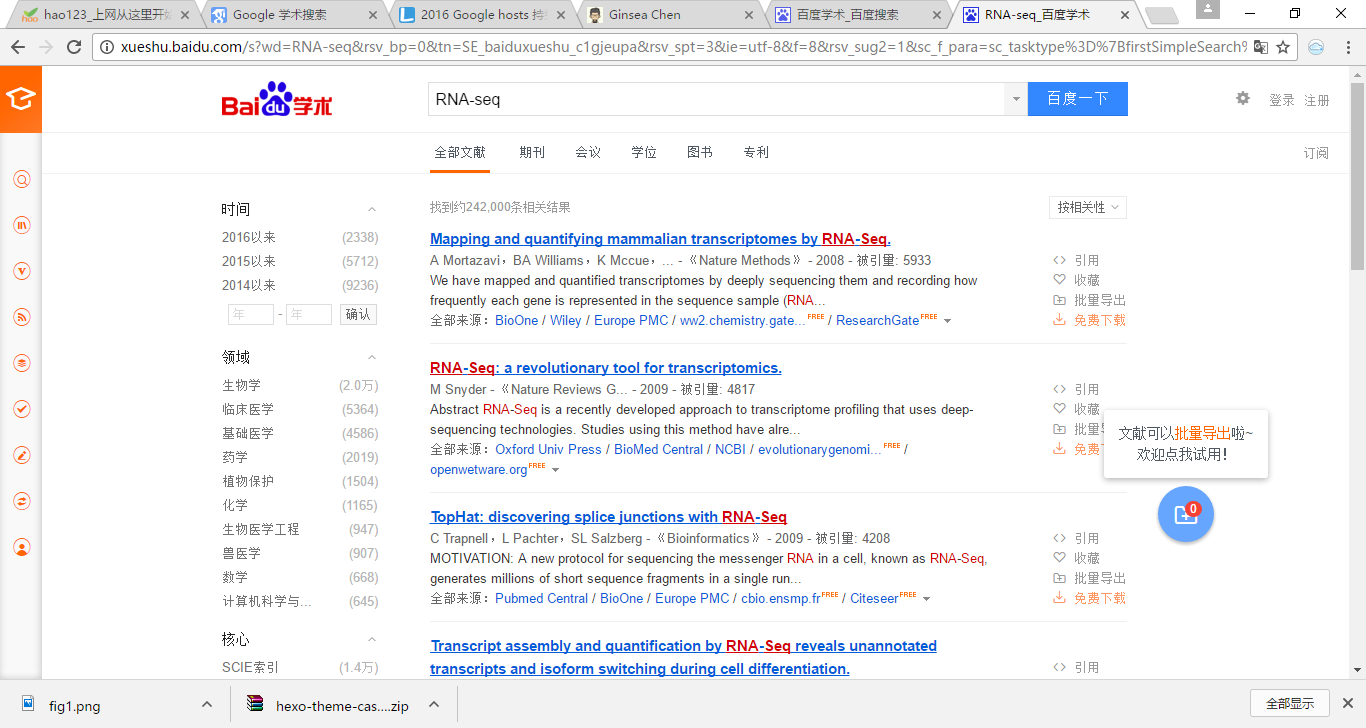 hao123_上网从这里开始
Google 学术搜索
2016 Google hosts 持续
Ginsea Chen
百度学术_百度搜索
RNA-seq_百度学术
xueshu.baidu.com/s?wd=RNA-seq&rsv_bp=0&tn=SE_baiduxueshu_c1gjeupa&rsv_spt=3&ie=utf-8&f=8&rsv_sug2=1&sc_f_para=sc_tasktype%3D%7BfirstSimpleSearch%
Bai du 学术
RNA-seq
百度一下
登录 注册
全部文献 期刊 会议 学位 图书 专利
订阅
时间
2016以来 (2338)
2015以来 (5712)
2014以来 (9236)
年 - 年 确认
领域
生物学 (2.0万)
临床医学 (5364)
基础医学 (4586)
药学 (2019)
植物保护 (1504)
化学 (1165)
生物医学工程 (947)
兽医学 (907)
数学 (668)
计算机科学与... (645)
核心
SCIE索引 (1.4万)
找到约242,000条相关结果
按相关性
Mapping and quantifying mammalian transcriptomes by RNA-Seq.
A Mortazavi，BA Williams，K Mccue，... -《Nature Methods》 - 2008 - 被引量: 5933
We have mapped and quantified transcriptomes by deeply sequencing them and recording how
frequently each gene is represented in the sequence sample (RNA...
全部来源：BioOne / Wiley / Europe PMC / ww2.chemistry.gate... FREE / ResearchGate FREE
<> 引用
收藏
批量导出
免费下载
RNA-Seq: a revolutionary tool for transcriptomics.
M Snyder -《Nature Reviews G... - 2009 - 被引量: 4817
Abstract RNA-Seq is a recently developed approach to transcriptome profiling that uses deep-
sequencing technologies. Studies using this method have alre...
全部来源：Oxford Univ Press / BioMed Central / NCBI / evolutionarygenomi... FREE /
openwetware.org FREE
<> 引用
收藏
批量
免费
文献可以批量导出啦~
欢迎点我试用！
0
TopHat: discovering splice junctions with RNA-Seq
C Trapnell，L Pachter，SL Salzberg -《Bioinformatics》 - 2009 - 被引量: 4208
MOTIVATION: A new protocol for sequencing the messenger RNA in a cell, known as RNA-Seq,
generates millions of short sequence fragments in a single run...
全部来源：Pubmed Central / BioOne / Europe PMC / cbio.ensmp.fr FREE / Citeseer FREE
<> 引用
收藏
批量导出
免费下载
Transcript assembly and quantification by RNA-Seq reveals unannotated
transcripts and isoform switching during cell differentiation.
<> 引用
fig1.png
hexo-theme-cas....zip
全部显示